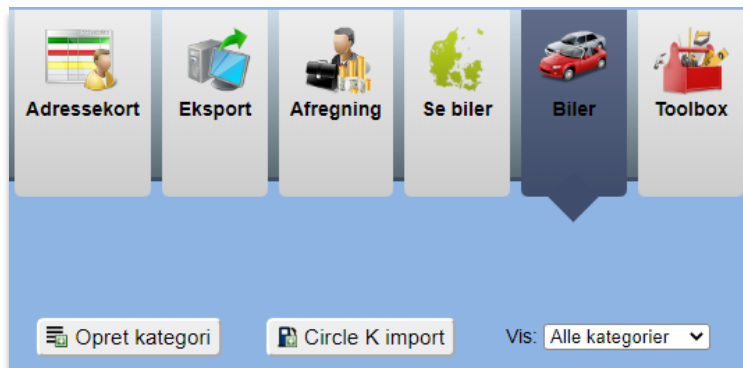 Adressekort Eksport Afregning Se biler Biler Toolbox
Opret kategori Circle K import Vis: Alle kategorier